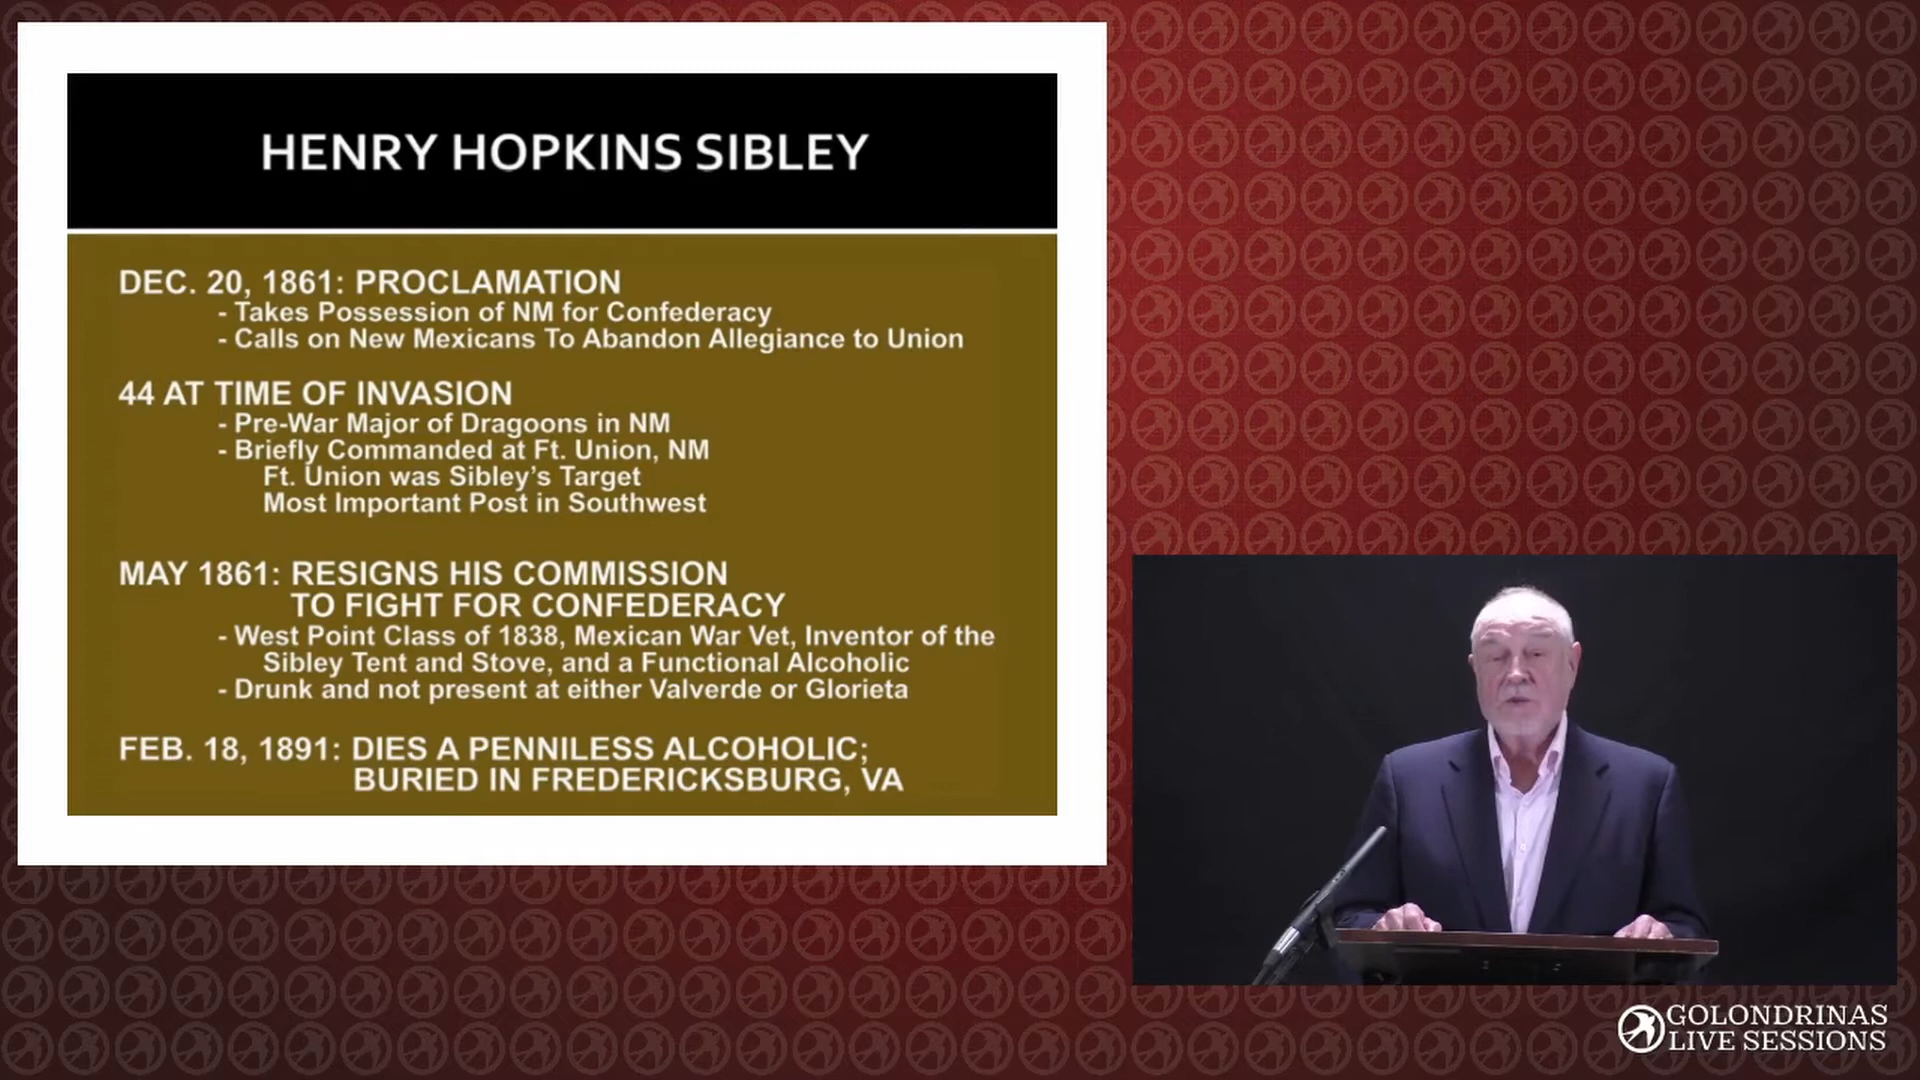 HENRY HOPKINS SIBLEY
DEC. 20, 1861: PROCLAMATION
- Takes Possession of NM for Confederacy
- Calls on New Mexicans To Abandon Allegiance to Union
44 AT TIME OF INVASION
- Pre-War Major of Dragoons in NM
- Briefly Commanded at Ft. Union, NM
Ft. Union was Sibley's Target
Most Important Post in Southwest
MAY 1861: RESIGNS HIS COMMISSION
TO FIGHT FOR CONFEDERACY
- West Point Class of 1838, Mexican War Vet, Inventor of the
Sibley Tent and Stove, and a Functional Alcoholic
- Drunk and not present at either Valverde or Glorieta
FEB. 18, 1891: DIES A PENNILESS ALCOHOLIC;
BURIED IN FREDERICKSBURG, VA
GOLONDRINAS
LIVE SESSIONS